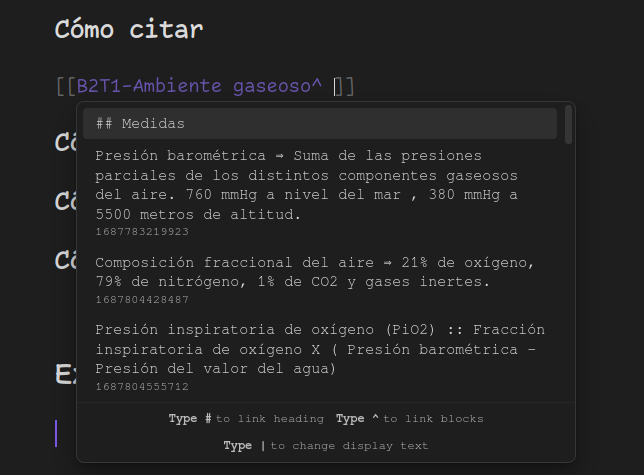 Cómo citar
[[B2T1-Ambiente gaseoso^ ]]
## Medidas
Presión barométrica ⇒ Suma de las presiones
parciales de los distintos componentes gaseosos
del aire. 760 mmHg a nivel del mar , 380 mmHg a
5500 metros de altitud.
1687783219923
Composición fraccional del aire ⇒ 21% de oxígeno,
79% de nitrógeno, 1% de CO2 y gases inertes.
1687804428487
Presión inspiratoria de oxígeno (PiO2) :: Fracción
inspiratoria de oxígeno X ( Presión barométrica -
Presión del valor del agua)
1687804555712
Type # to link heading Type ^ to link blocks
Type | to change display text